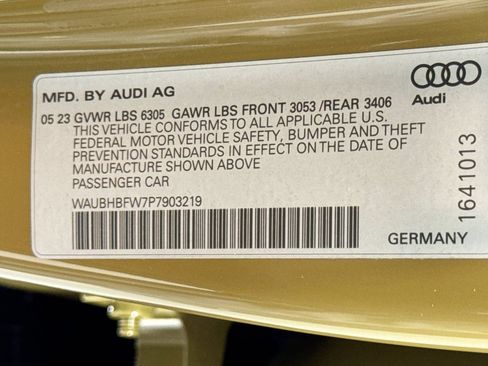 MFD. BY AUDI AG
05 23 GVWR LBS 6305 GAWR LBS FRONT 3053 /REAR 3406
THIS VEHICLE CONFORMS TO ALL APPLICABLE U.S.
FEDERAL MOTOR VEHICLE SAFETY, BUMPER AND THEFT
PREVENTION STANDARDS IN EFFECT ON THE DATE OF
MANUFACTURE SHOWN ABOVE
PASSENGER CAR
WAUBHBFW7P7903219
Audi
1641013
GERMANY